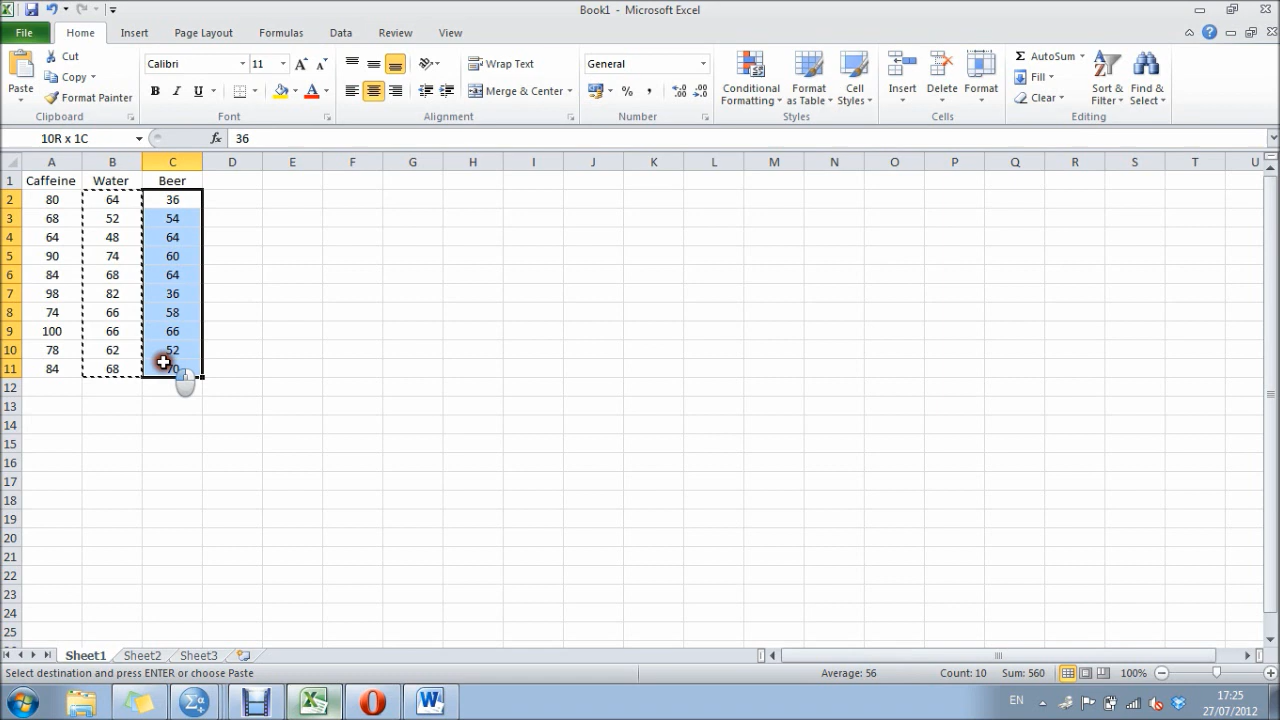 Book1 - Microsoft Excel
File Home Insert Page Layout Formulas Data Review View
Cut
Calibri 11 A A
Wrap Text
General
AutoSum
Copy
Fill
Paste
Format Painter
B I U A
Merge & Center
% ,
Conditional Formatting
Format as Table
Cell Styles
Insert Delete Format
Clear
Sort & Filter
Find & Select
Clipboard Font Alignment Number Styles Cells Editing
10R x 1C fx 36
A B C D E F G H I J K L M N O P Q R S T U
1 Caffeine Water Beer
2 80 64 36
3 68 52 54
4 64 48 64
5 90 74 60
6 84 68 64
7 98 82 36
8 74 66 58
9 100 66 66
10 78 62 52
11 84 68 70
12
13
14
15
16
17
18
19
20
21
22
23
24
25
Sheet1 Sheet2 Sheet3
Select destination and press ENTER or choose Paste Average: 56 Count: 10 Sum: 560 100%
Σα W EN 17:25
27/07/2012